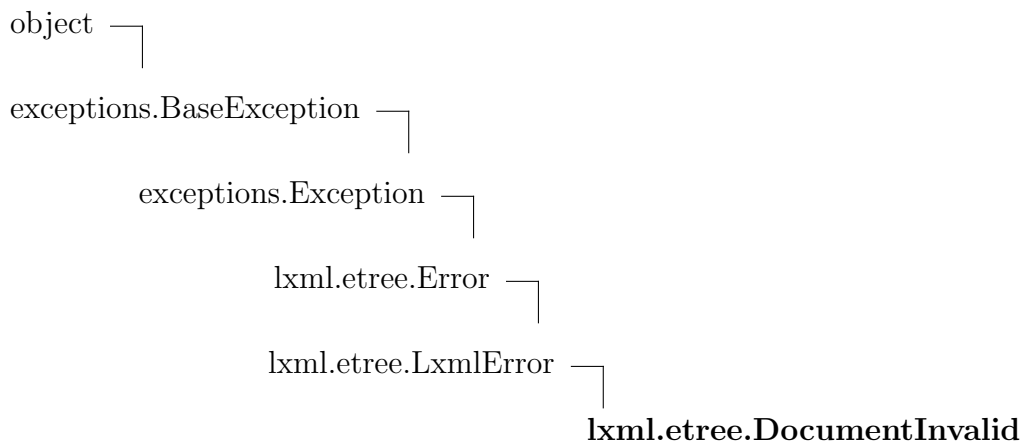 object
exceptions.BaseException
exceptions.Exception
lxml.etree.Error
lxml.etree.LxmlError
lxml.etree.DocumentInvalid